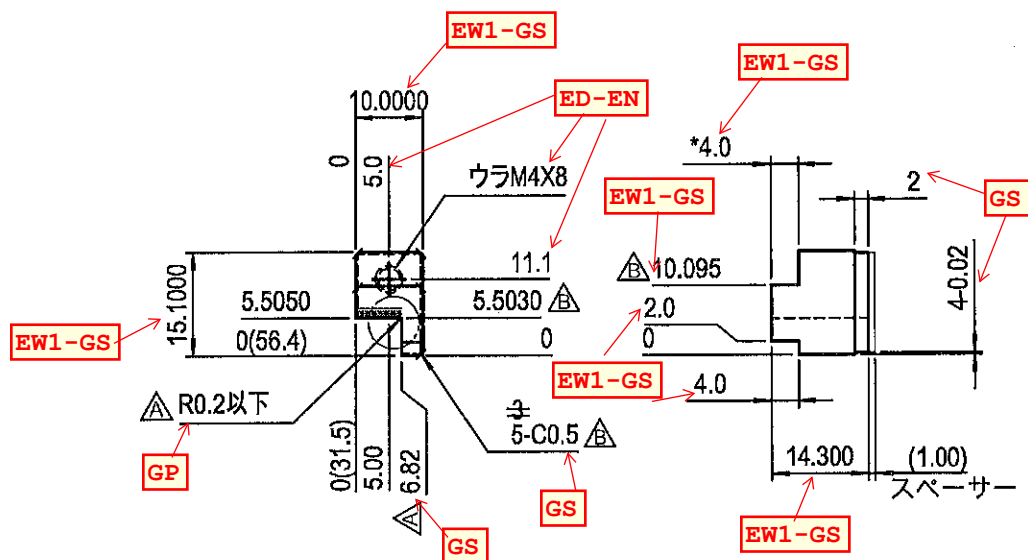 EW1-GS
10.0000
ED-EN
0
5.0
ウラM4X8
11.1
15.1000
EW1-GS
5.5050
5.5030 B
0(56.4)
0
A R0.2以下
GP
0(31.5)
5.00
6.82
A
GS
3
5-C0.5 B
GS
EW1-GS
*4.0
2
GS
EW1-GS
B 10.095
4-0.02
2.0
0
EW1-GS
4.0
14.300
(1.00)
スペーサー
EW1-GS